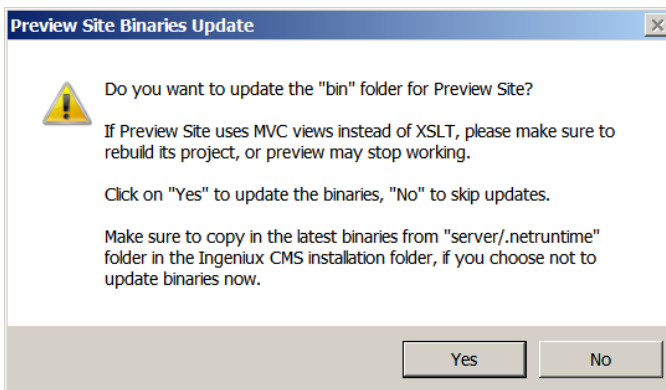 Preview Site Binaries Update
Do you want to update the "bin" folder for Preview Site?
If Preview Site uses MVC views instead of XSLT, please make sure to
rebuild its project, or preview may stop working.
Click on "Yes" to update the binaries, "No" to skip updates.
Make sure to copy in the latest binaries from "server/.netruntime"
folder in the Ingeniux CMS installation folder, if you choose not to
update binaries now.
Yes
No